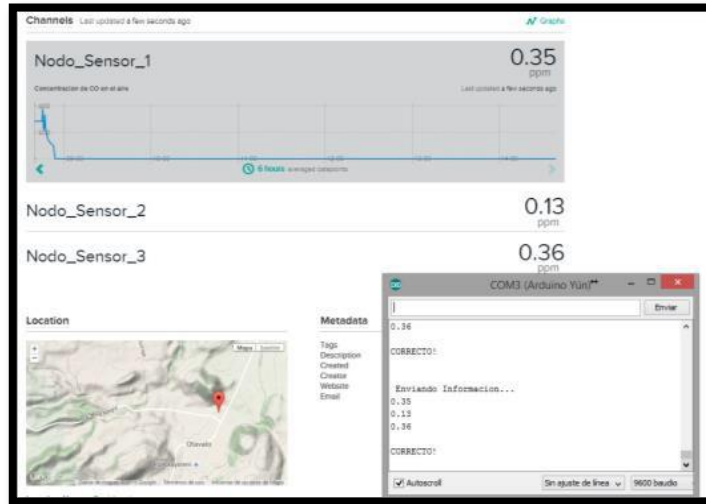 Channels Last updated a few seconds ago
Graphs
Nodo_Sensor_1
0.35
ppm
Concentracion de CO en el aire
Last updated a few seconds ago
6 hours averaged datapoints
Nodo_Sensor_2
0.13
ppm
Nodo_Sensor_3
0.36
ppm
Location
Metadata
Tags
Description
Created
Creator
Website
Email
Mapa
Otavalo
COM3 (Arduino Yún)
Enviar
0.36
CORRECTO!
Enviando Informacion...
0.35
0.13
0.36
CORRECTO!
Autoscroll
Sin ajuste de línea
9600 baudio